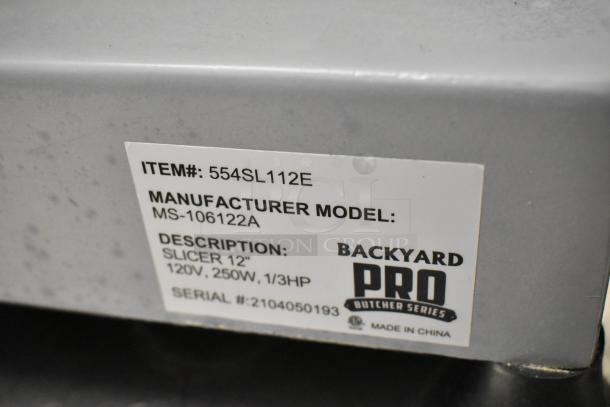 ITEM#: 554SL112E
MANUFACTURER MODEL:
MS-106122A
DESCRIPTION:
SLICER 12"
120V, 250W, 1/3HP
SERIAL #:2104050193
BACKYARD
PRO
BUTCHER SERIES
MADE IN CHINA